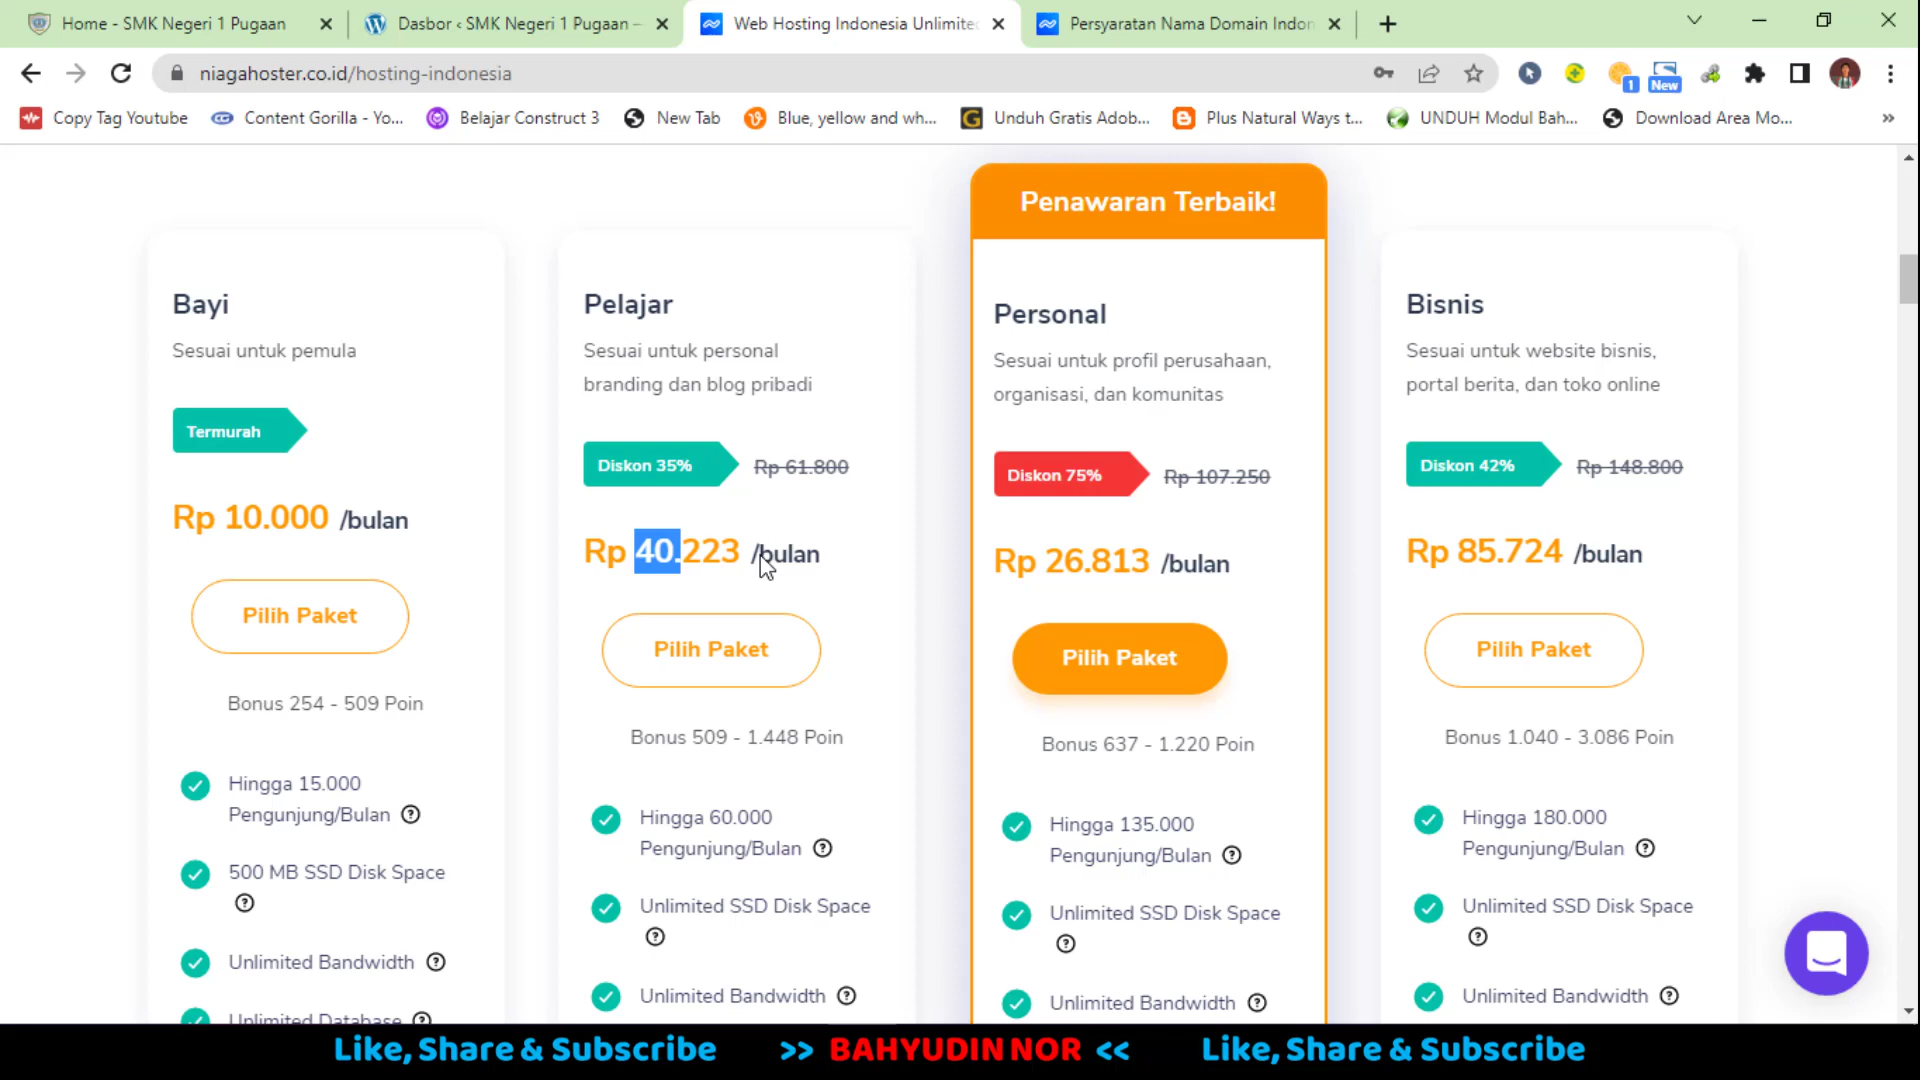 Home - SMK Negeri 1 Pugaan
Dasbor ‹ SMK Negeri 1 Pugaan —
Web Hosting Indonesia Unlimited
Persyaratan Nama Domain Indon
niagahoster.co.id/hosting-indonesia
1
New
Copy Tag Youtube
Content Gorilla - Yo...
Belajar Construct 3
New Tab
Blue, yellow and wh...
Unduh Gratis Adob...
Plus Natural Ways t...
UNDUH Modul Bah...
Download Area Mo...
»
Penawaran Terbaik!
Bayi
Sesuai untuk pemula
Termurah
Rp 10.000 /bulan
Pilih Paket
Bonus 254 - 509 Poin
Hingga 15.000
Pengunjung/Bulan
500 MB SSD Disk Space
Unlimited Bandwidth
Unlimited Database
Pelajar
Sesuai untuk personal
branding dan blog pribadi
Diskon 35%
Rp 61.800
Rp 40.223 /bulan
Pilih Paket
Bonus 509 - 1.448 Poin
Hingga 60.000
Pengunjung/Bulan
Unlimited SSD Disk Space
Unlimited Bandwidth
Personal
Sesuai untuk profil perusahaan,
organisasi, dan komunitas
Diskon 75%
Rp 107.250
Rp 26.813 /bulan
Pilih Paket
Bonus 637 - 1.220 Poin
Hingga 135.000
Pengunjung/Bulan
Unlimited SSD Disk Space
Unlimited Bandwidth
Bisnis
Sesuai untuk website bisnis,
portal berita, dan toko online
Diskon 42%
Rp 148.800
Rp 85.724 /bulan
Pilih Paket
Bonus 1.040 - 3.086 Poin
Hingga 180.000
Pengunjung/Bulan
Unlimited SSD Disk Space
Unlimited Bandwidth
Like, Share & Subscribe >> BAHYUDIN NOR << Like, Share & Subscribe